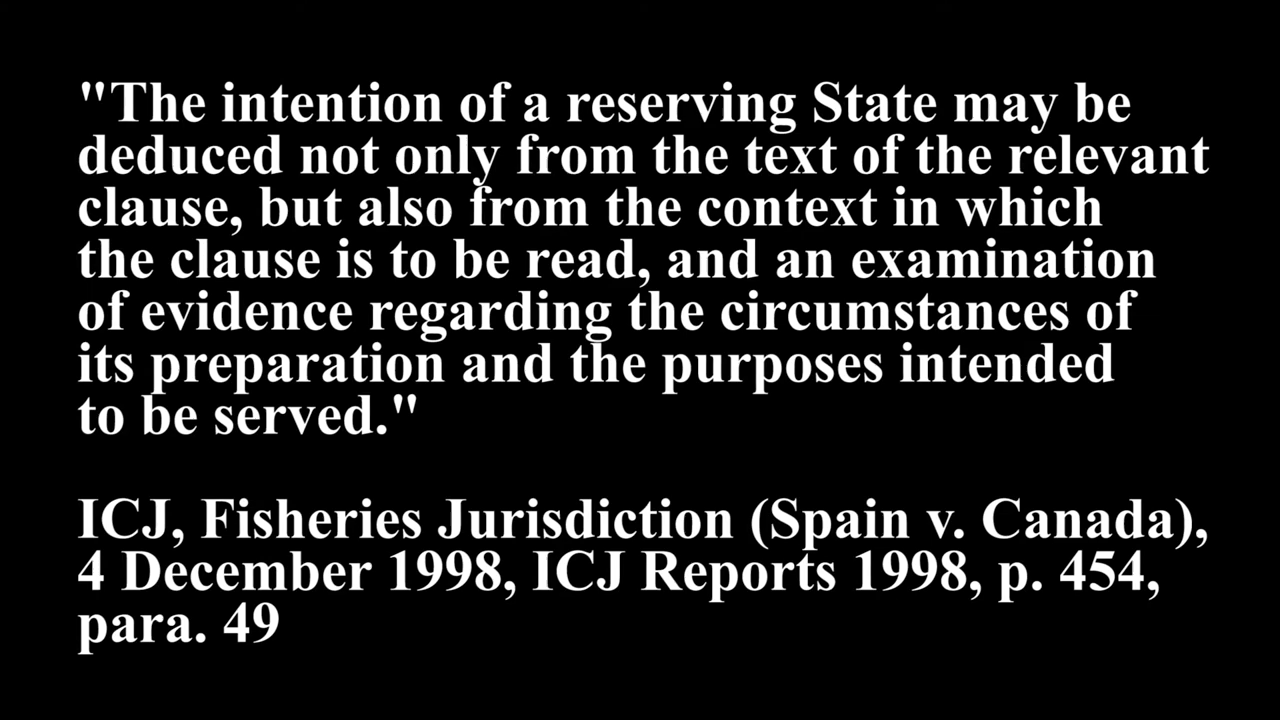 "The intention of a reserving State may be
deduced not only from the text of the relevant
clause, but also from the context in which
the clause is to be read, and an examination
of evidence regarding the circumstances of
its preparation and the purposes intended
to be served."
ICJ, Fisheries Jurisdiction (Spain v. Canada),
4 December 1998, ICJ Reports 1998, p. 454,
para. 49